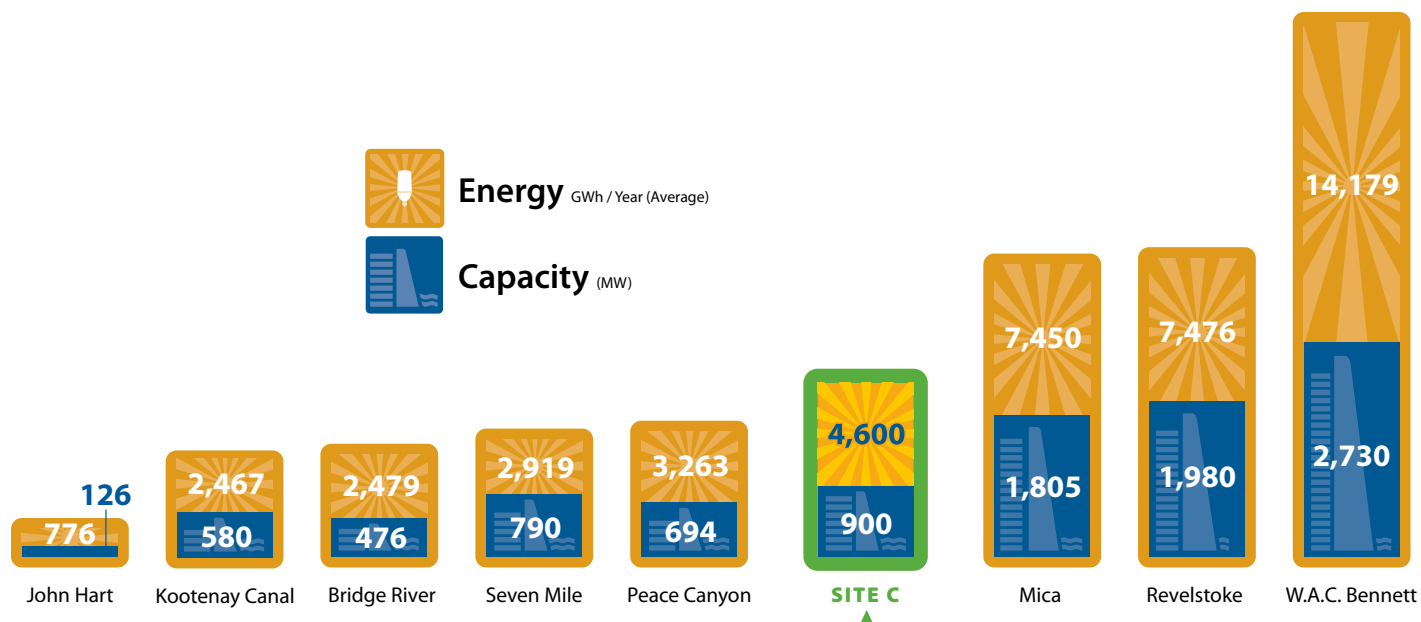 14,179
Energy GWh / Year (Average)
Capacity (MW)
7,450
7,476
4,600
2,730
2,919
3,263
2,467
2,479
1,805
1,980
126
776
580
476
790
694
900
John Hart
Kootenay Canal
Bridge River
Seven Mile
Peace Canyon
SITE C
Mica
Revelstoke
W.A.C. Bennett